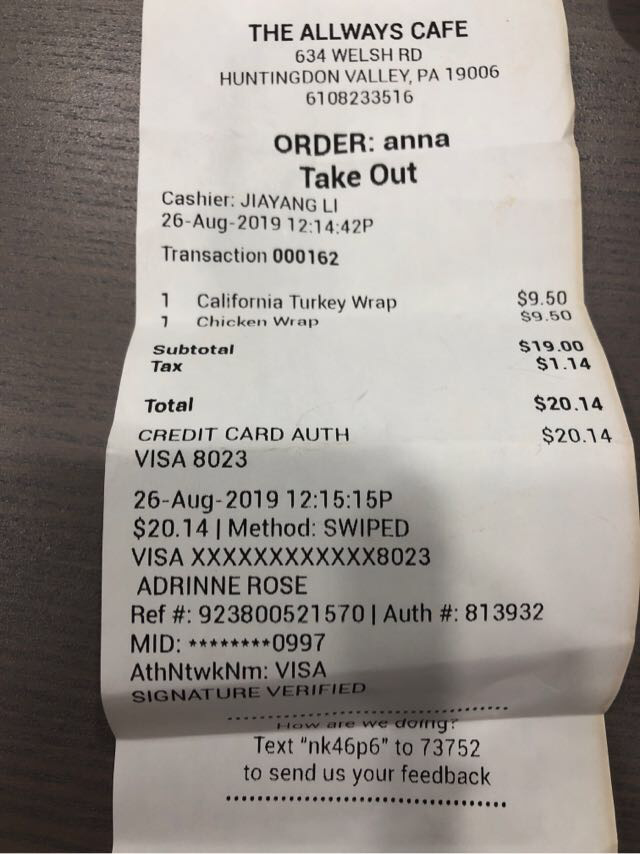 THE ALLWAYS CAFE
634 WELSH RD
HUNTINGDON VALLEY, PA 19006
6108233516
ORDER: anna
Take Out
Cashier: JIAYANG LI
26-Aug-2019 12:14:42P
Transaction 000162
1 California Turkey Wrap $9.50
1 Chicken Wrap $9.50
Subtotal $19.00
Tax $1.14
Total $20.14
CREDIT CARD AUTH $20.14
VISA 8023
26-Aug-2019 12:15:15P
$20.14 | Method: SWIPED
VISA XXXXXXXXXXXX8023
ADRINNE ROSE
Ref #: 923800521570 | Auth #: 813932
MID: ********0997
AthNtwkNm: VISA
SIGNATURE VERIFIED
How are we doing?
Text "nk46p6" to 73752
to send us your feedback